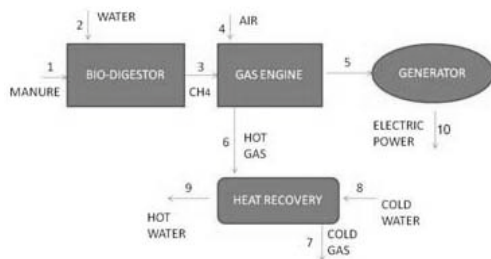 2
WATER
4
AIR
1
BIO-DIGESTOR
3
GAS ENGINE
5
GENERATOR
MANURE
CH4
6
HOT
GAS
ELECTRIC
POWER
10
9
HEAT RECOVERY
8
HOT
WATER
COLD
WATER
7
COLD
GAS